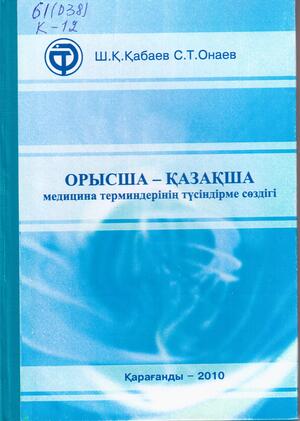 61(038)
К-12
Ш.Қ.Қабаев С.Т.Онаев
ОРЫСША – ҚАЗАҚША
медицина терминдерінің түсіндірме сөздігі
Қарағанды – 2010